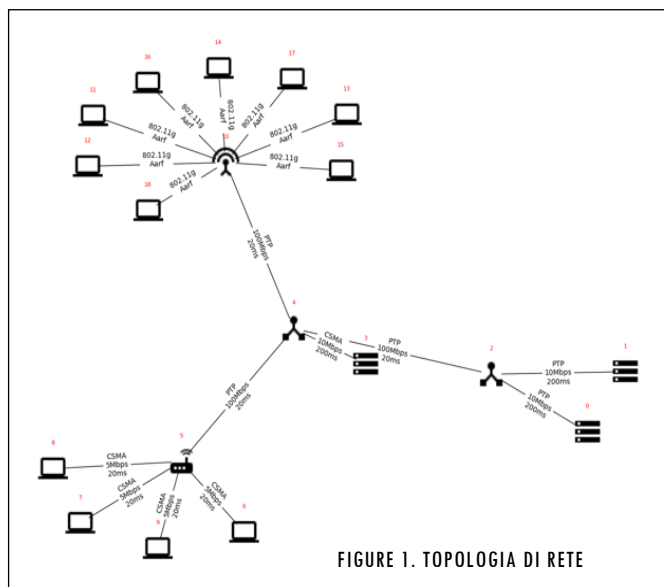 14
16
17
11
13
12
15
18
10
802.11g
Aarf
802.11g
Aarf
802.11g
Aarf
802.11g
Aarf
802.11g
Aarf
802.11g
Aarf
802.11g
Aarf
802.11g
Aarf
PTP
100Mbps
20ms
4
CSMA
10Mbps
200ms
3
PTP
100Mbps
20ms
2
1
PTP
10Mbps
200ms
0
PTP
10Mbps
200ms
PTP
100Mbps
20ms
5
8
CSMA
5Mbps
20ms
7
CSMA
5Mbps
20ms
9
CSMA
5Mbps
20ms
6
CSMA
5Mbps
20ms
FIGURE 1. TOPOLOGIA DI RETE